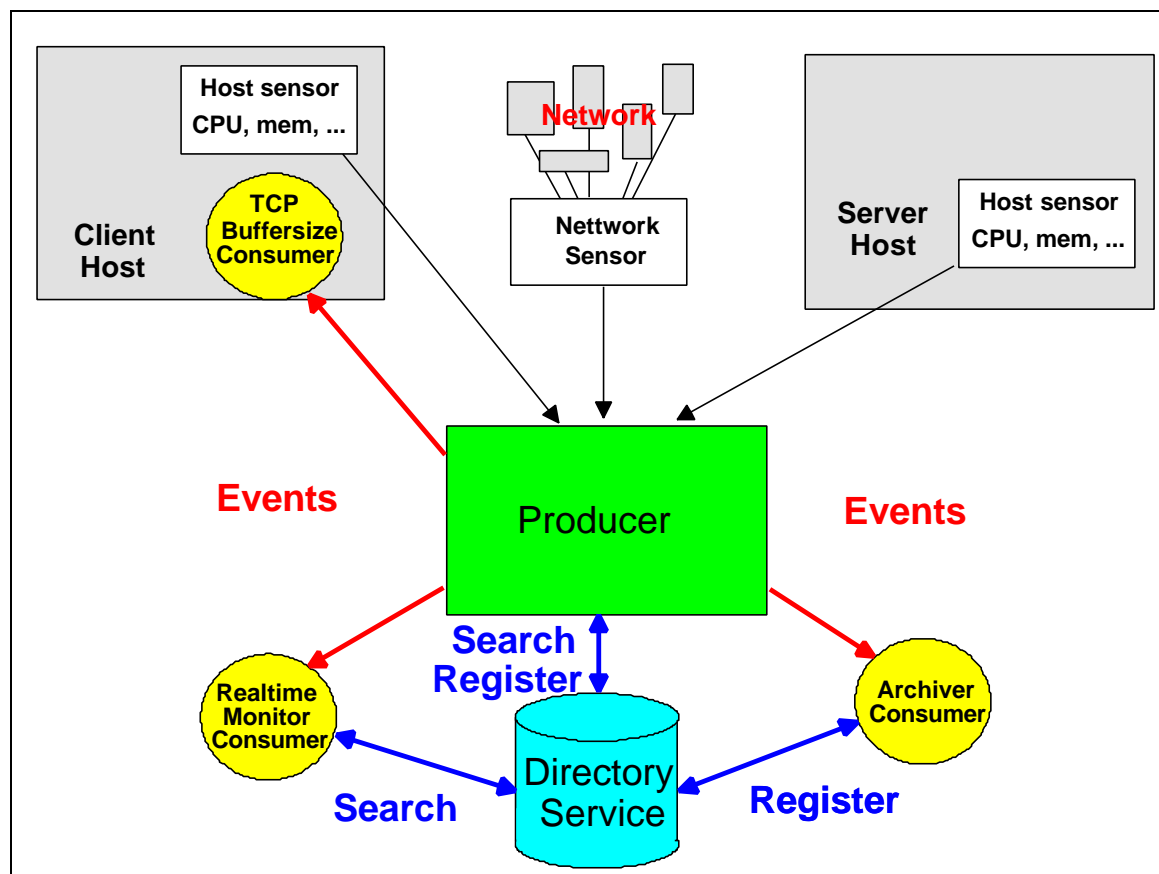 Host sensor
CPU, mem, ...
TCP
Buffersize
Consumer
Client
Host
Network
Nettwork
Sensor
Server
Host
Host sensor
CPU, mem, ...
Events
Producer
Events
Search
Register
Realtime
Monitor
Consumer
Archiver
Consumer
Directory
Service
Search
Register